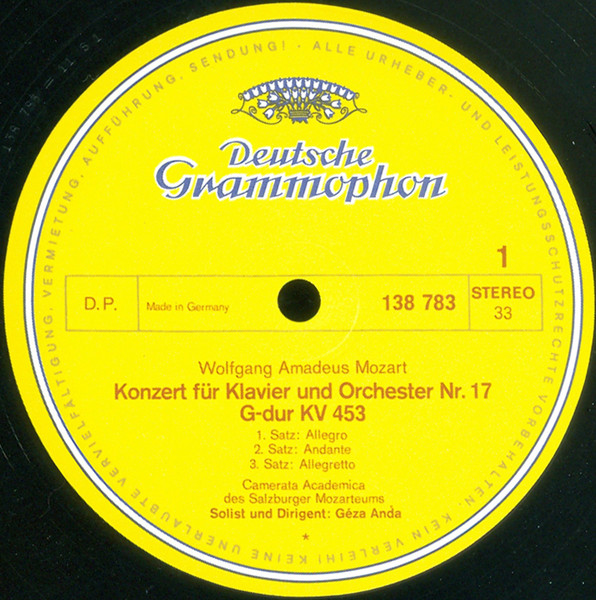 ALLE URHEBER- UND LEISTUNGSSCHUTZRECHTE VORBEHALTEN · KEIN VERLEIH! KEINE UNERLAUBTE VERVIELFÄLTIGUNG, VERMIETUNG, AUFFÜHRUNG, SENDUNG! ·
Deutsche
Grammophon
1
D.P.
Made in Germany
138 783
STEREO
33
Wolfgang Amadeus Mozart
Konzert für Klavier und Orchester Nr. 17
G-dur KV 453
1. Satz: Allegro
2. Satz: Andante
3. Satz: Allegretto
Camerata Academica
des Salzburger Mozarteums
Solist und Dirigent: Géza Anda
*